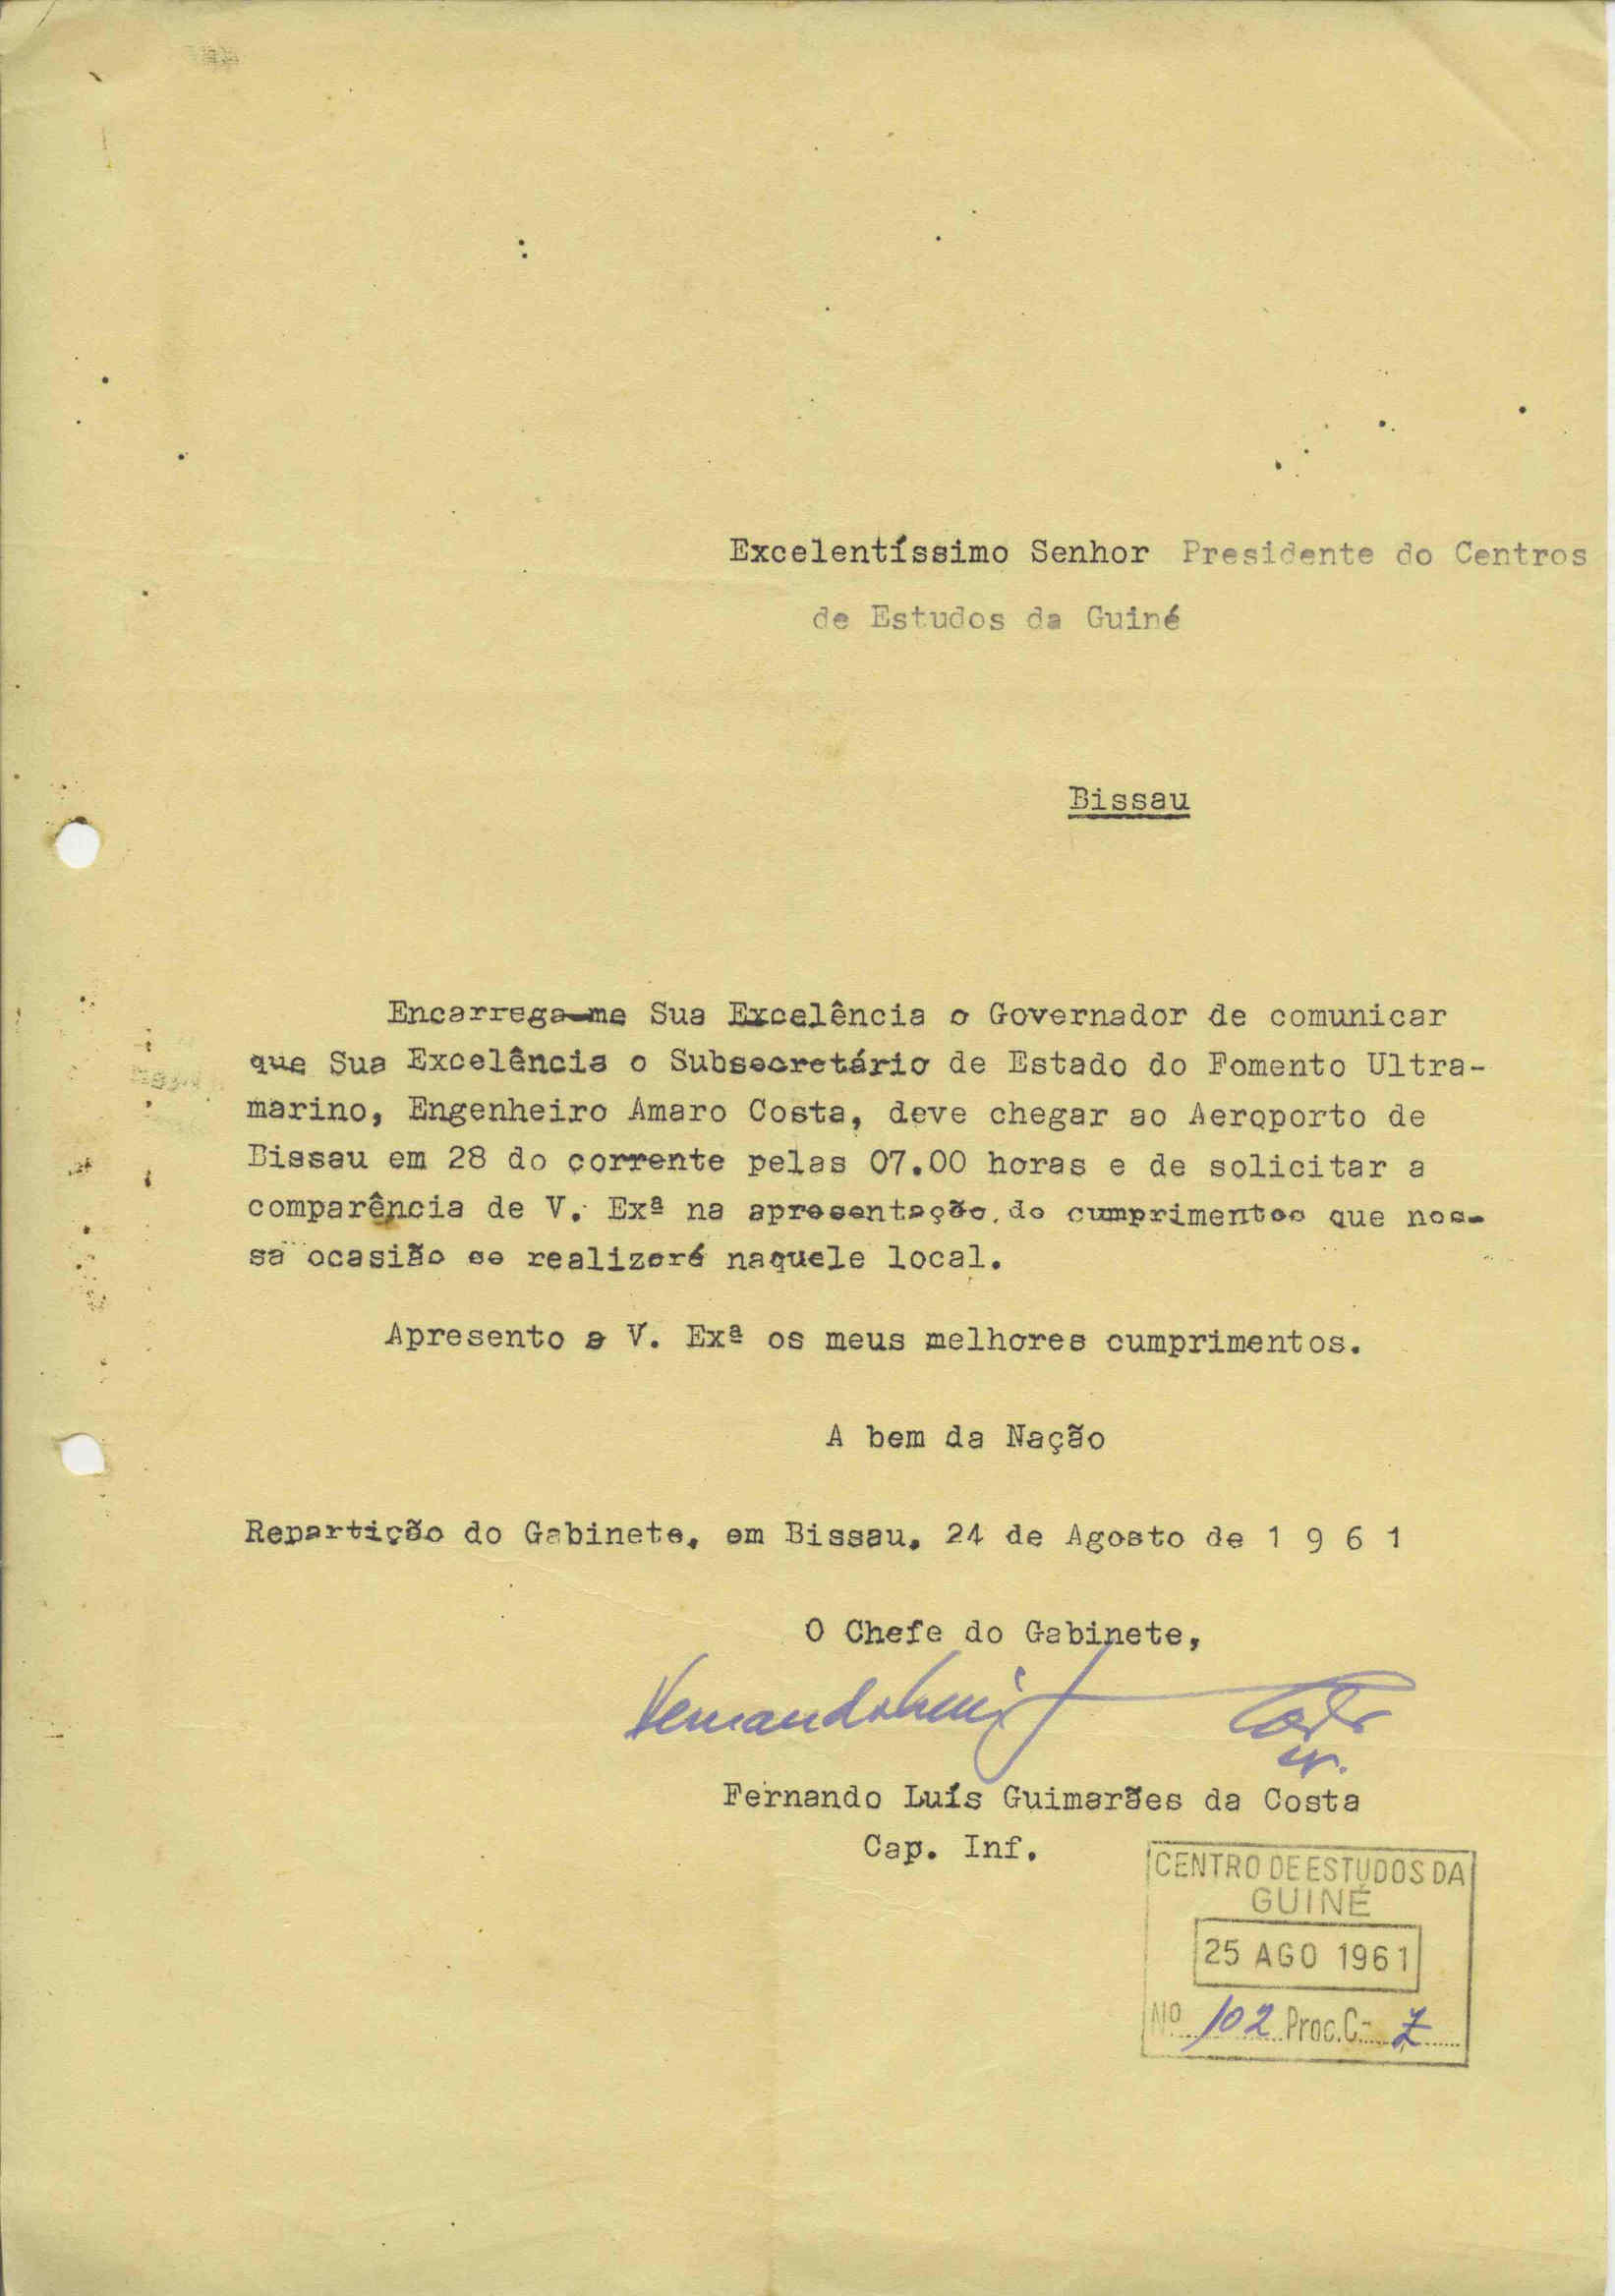 Excelentíssimo Senhor Presidente do Centros
de Estudos da Guiné
Bissau
Encarrega-me Sua Excelência o Governador de comunicar
que Sua Excelência o Subsecretário de Estado do Fomento Ultra-
marino, Engenheiro Amaro Costa, deve chegar ao Aeroporto de
Bissau em 28 do corrente pelas 07.00 horas e de solicitar a
comparência de V. Exª na apresentação de cumprimentos que nes-
sa ocasião se realizará naquele local.
Apresento a V. Exª os meus melhores cumprimentos.
A bem da Nação
Repartição do Gabinete, em Bissau, 24 de Agosto de 1 9 6 1
O Chefe do Gabinete,
Fernando Luís
Fernando Luís Guimarães da Costa
Cap. Inf.
CENTRO DE ESTUDOS DA
GUINÉ
25 AGO 1961
Nº 102 Proc. C- 7